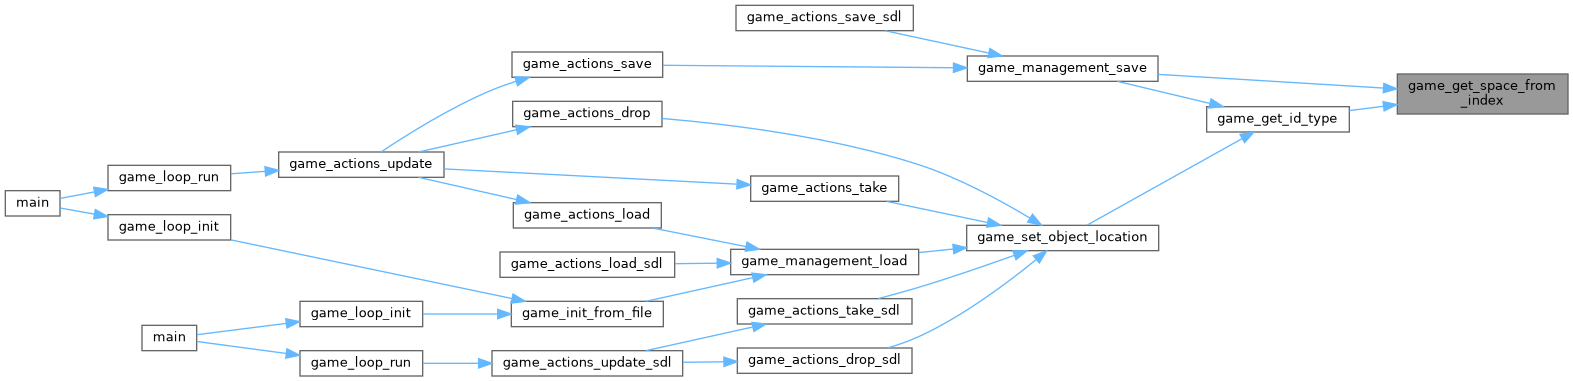 game_actions_save_sdl
game_actions_save
game_management_save
game_get_space_from
_index
game_actions_drop
game_get_id_type
game_actions_update
game_loop_run
game_actions_take
main
game_actions_load
game_loop_init
game_set_object_location
game_management_load
game_actions_load_sdl
game_loop_init
game_init_from_file
game_actions_take_sdl
main
game_loop_run
game_actions_update_sdl
game_actions_drop_sdl